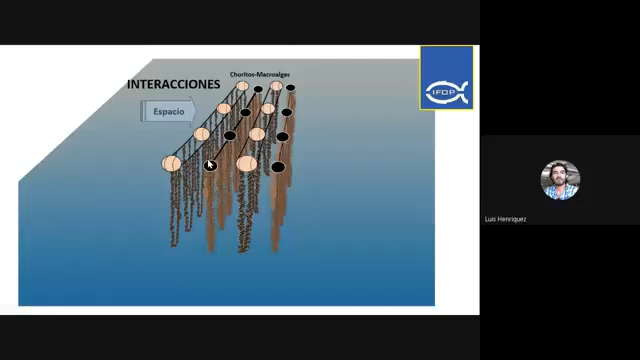 Choritos-Macroalgas
INTERACCIONES
Espacio
IFOP
Luis Henriquez